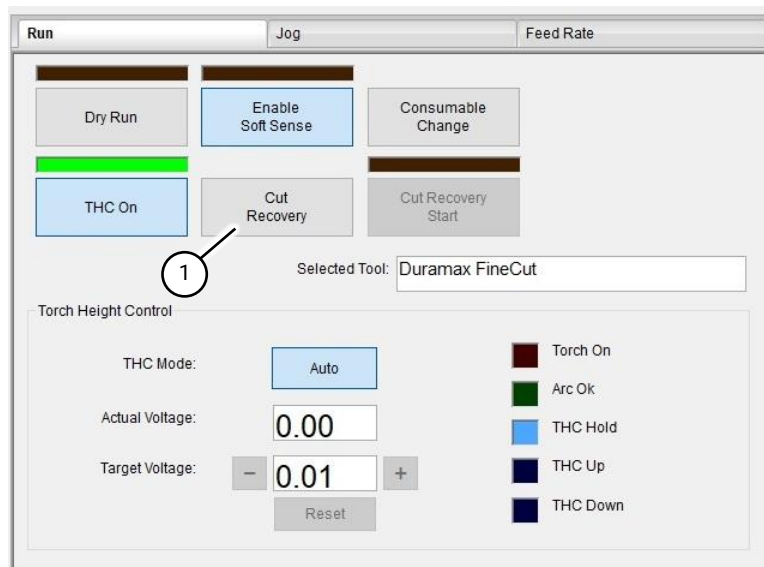 Run
Jog
Feed Rate
Dry Run
Enable
Soft Sense
Consumable
Change
THC On
Cut
Recovery
Cut Recovery
Start
1
Selected Tool: Duramax FineCut
Torch Height Control
THC Mode: Auto
Actual Voltage: 0.00
Target Voltage: − 0.01 +
Reset
Torch On
Arc Ok
THC Hold
THC Up
THC Down